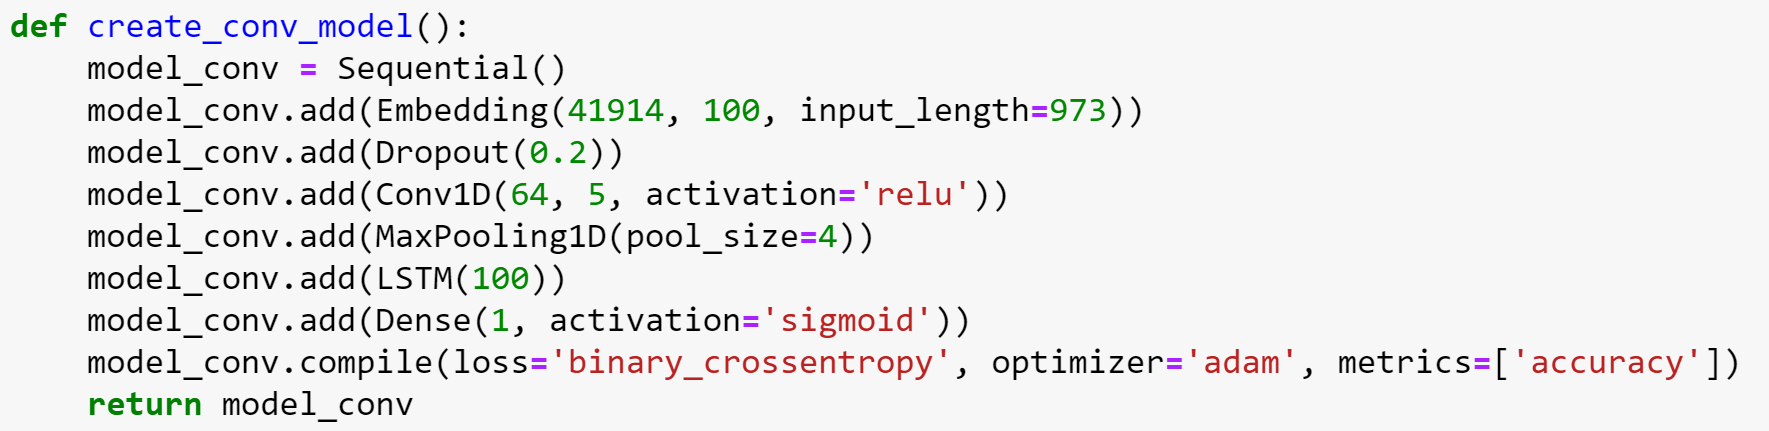 def create_conv_model():
    model_conv = Sequential()
    model_conv.add(Embedding(41914, 100, input_length=973))
    model_conv.add(Dropout(0.2))
    model_conv.add(Conv1D(64, 5, activation='relu'))
    model_conv.add(MaxPooling1D(pool_size=4))
    model_conv.add(LSTM(100))
    model_conv.add(Dense(1, activation='sigmoid'))
    model_conv.compile(loss='binary_crossentropy', optimizer='adam', metrics=['accuracy'])
    return model_conv